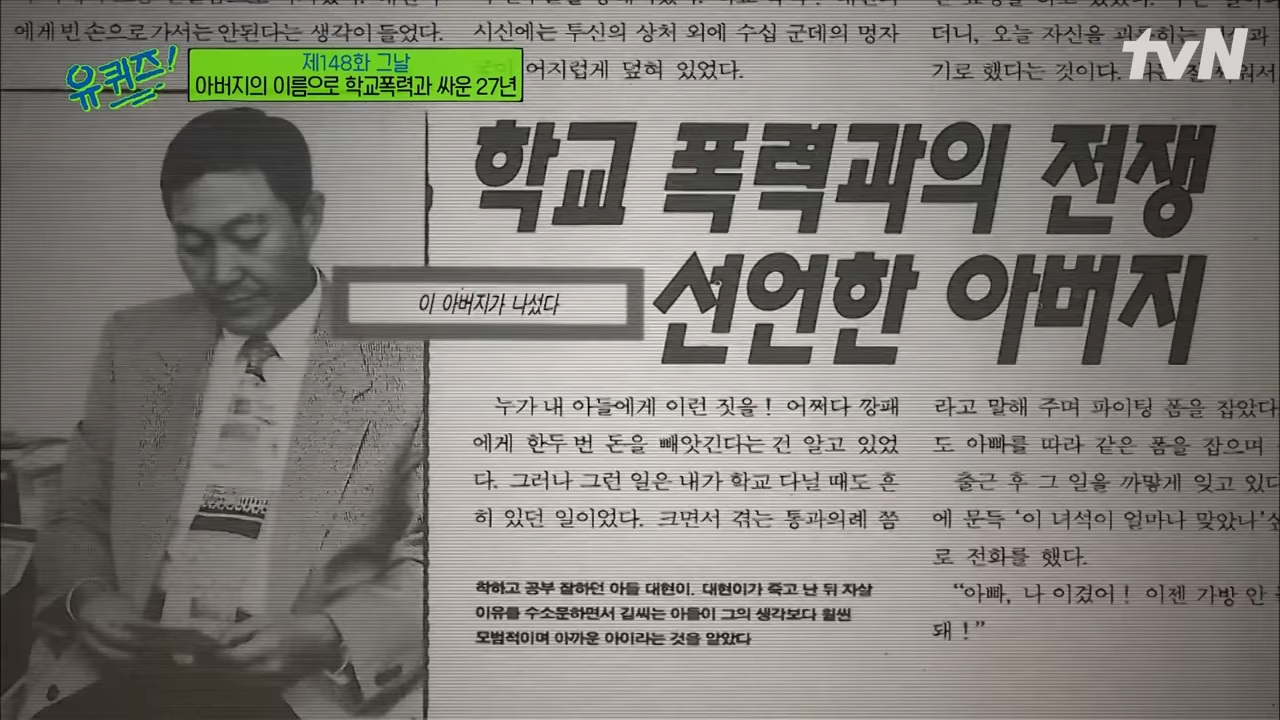 에게 빈 손으로 가서는 안된다는 생각이 들었다.
시신에는 투신의 상처 외에 수십 군데의 멍자
어지럽게 덮혀 있었다.
더니, 오늘 자신을
기로 했다는 것이다.
유퀴즈!
제148화 그날
아버지의 이름으로 학교폭력과 싸운 27년
tvN
학교 폭력과의 전쟁
선언한 아버지
이 아버지가 나섰다
누가 내 아들에게 이런 짓을! 어쩌다 깡패
에게 한두 번 돈을 빼앗긴다는 건 알고 있었
다. 그러나 그런 일은 내가 학교 다닐 때도 흔
히 있던 일이었다. 크면서 겪는 통과의례 쯤
착하고 공부 잘하던 아들 대현이. 대현이가 죽고 난 뒤 자살
이유를 수소문하면서 김씨는 아들이 그의 생각보다 훨씬
모범적이며 아까운 아이라는 것을 알았다
라고 말해 주며 파이팅 폼을 잡았다
도 아빠를 따라 같은 폼을 잡으며
출근 후 그 일을 까맣게 잊고 있다
에 문득 ‘이 녀석이 얼마나 맞았나’
로 전화를 했다.
“아빠, 나 이겼어! 이젠 가방 안
돼!”